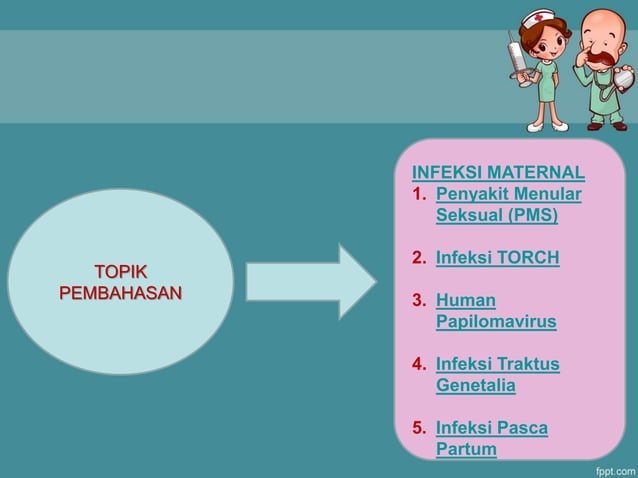 TOPIK
PEMBAHASAN
INFEKSI MATERNAL
1. Penyakit Menular
Seksual (PMS)
2. Infeksi TORCH
3. Human
Papilomavirus
4. Infeksi Traktus
Genetalia
5. Infeksi Pasca
Partum
fppt.com